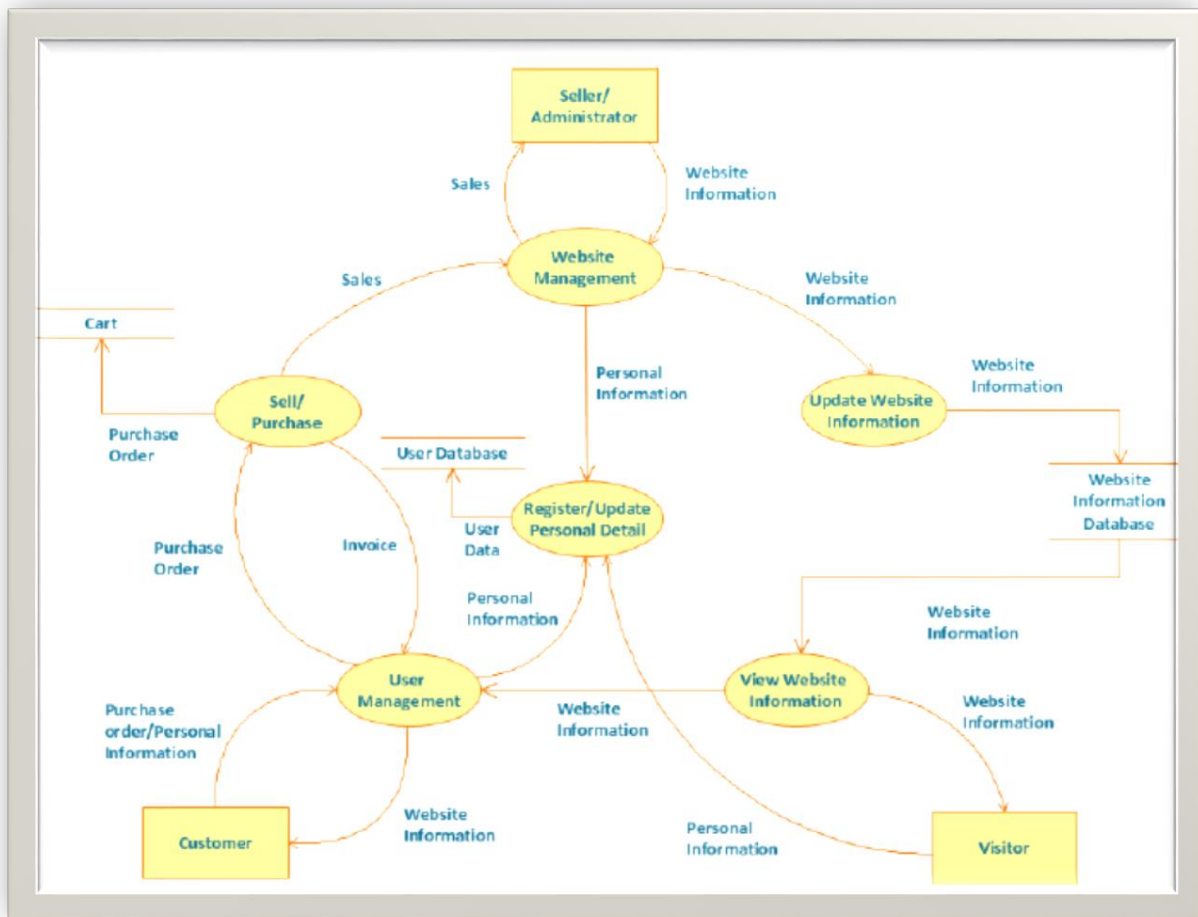 Seller/
Administrator
Sales
Website
Information
Website
Management
Sales
Website
Information
Cart
Personal
Information
Website
Information
Sell/
Purchase
Update Website
Information
Purchase
Order
User Database
Website
Information
Database
Register/Update
Personal Detail
User
Data
Purchase
Order
Invoice
Personal
Information
Website
Information
User
Management
View Website
Information
Purchase
order/Personal
Information
Website
Information
Website
Information
Website
Information
Personal
Information
Customer
Visitor